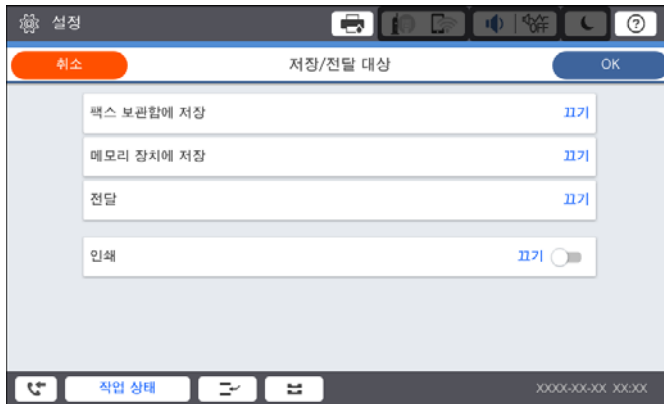 설정
OFF
취소
저장/전달 대상
OK
팩스 보관함에 저장
끄기
메모리 장치에 저장
끄기
전달
끄기
인쇄
끄기
작업 상태
XXXX-XX-XX XX:XX